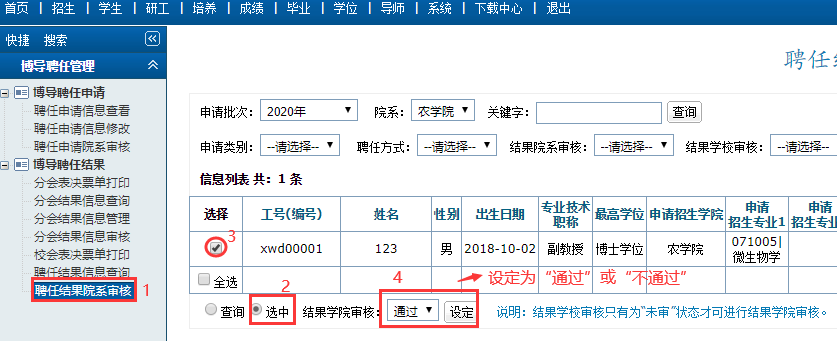 首页 | 招生 | 学生 | 研工 | 培养 | 成绩 | 毕业 | 学位 | 导师 | 系统 | 下载中心 | 退出
快捷 搜索
博导聘任管理
博导聘任申请
聘任申请信息查看
聘任申请信息修改
聘任申请院系审核
博导聘任结果
分会表决票单打印
分会结果信息查询
分会结果信息管理
分会结果信息审核
校会表决票单打印
聘任结果信息查询
聘任结果院系审核 1
聘任
申请批次: 2020年 院系: 农学院 关键字: 查询
申请类别: --请选择-- 聘任方式: --请选择-- 结果院系审核: --请选择-- 结果学校审核: --请选择--
信息列表 共: 1 条
选择 工号(编号) 姓名 性别 出生日期 专业技术职称 最高学位 申请招生学院 申请招生专业1 申请招生专业
3 xwd00001 123 男 2018-10-02 副教授 博士学位 农学院 071005|微生物学
全选 2 4 设定为“通过”或“不通过”
查询 选中 结果学院审核: 通过 设定 说明：结果学校审核只有为"未审"状态才可进行结果学院审核。